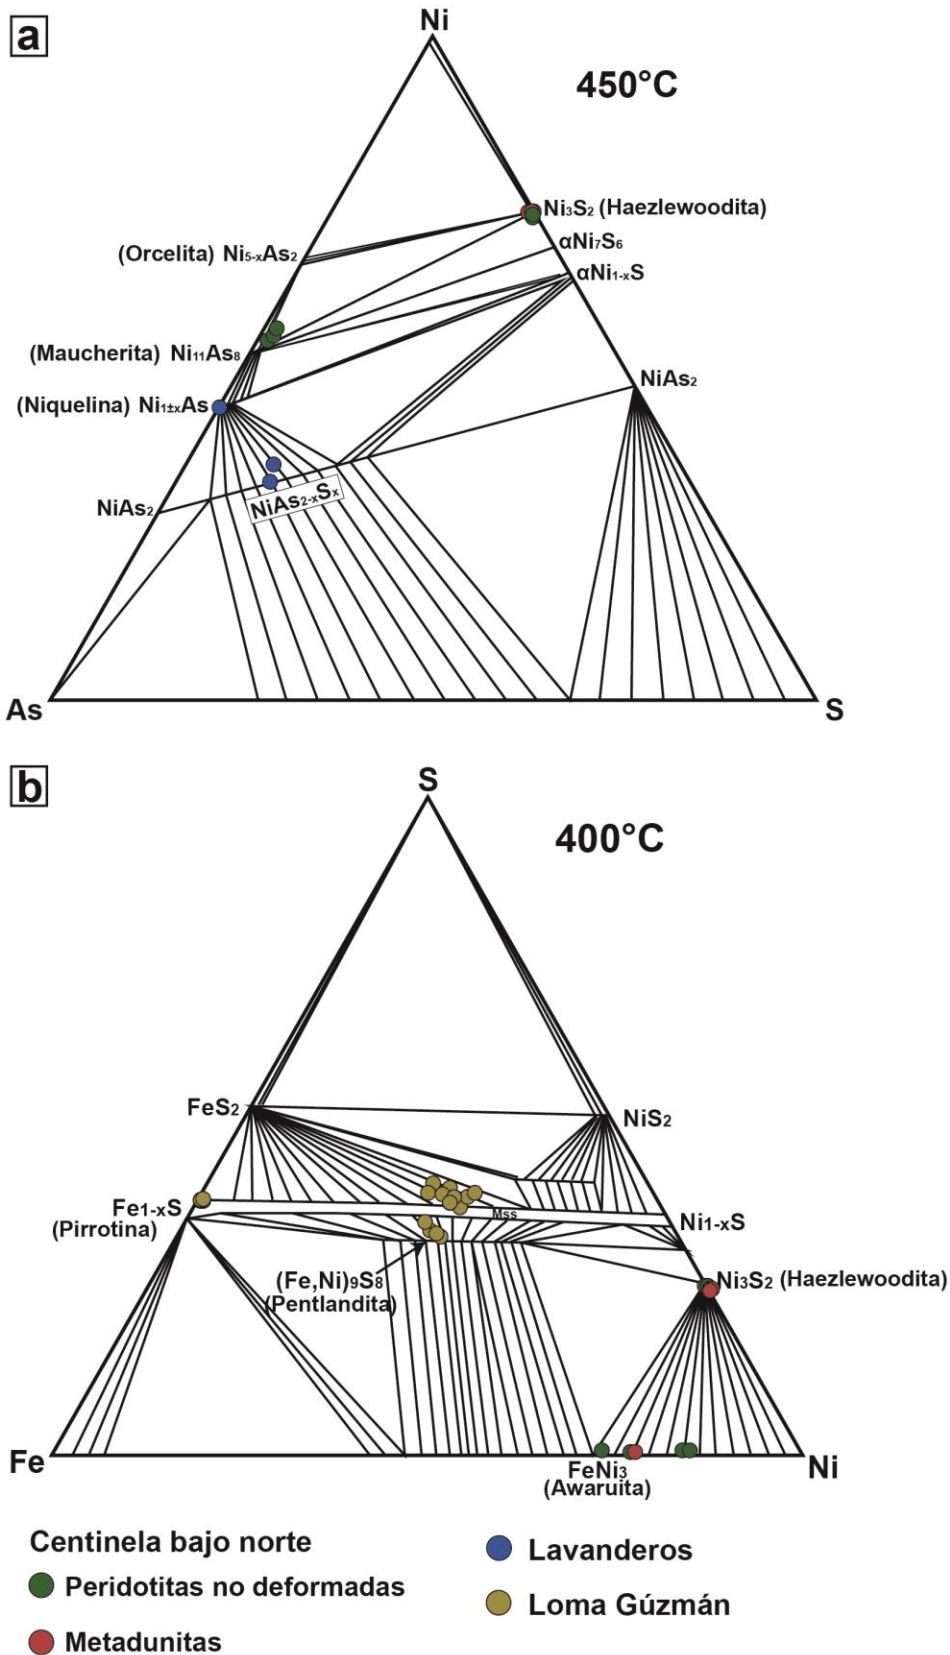 a
Ni
450°C
Ni3S2 (Haezlewoodita)
αNi7S6
(Orcelita) Ni5-xAs2
αNi1-xS
(Maucherita) Ni11As8
NiAs2
(Niquelina) Ni1±xAs
NiAs2-xSx
NiAs2
As
S
b
S
400°C
FeS2
NiS2
Fe1-xS
(Pirrotina)
Mss
Ni1-xS
(Fe,Ni)9S8
(Pentlandita)
Ni3S2 (Haezlewoodita)
Fe
FeNi3
(Awaruita)
Ni
Centinela bajo norte
Peridotitas no deformadas
Metadunitas
Lavanderos
Loma Gúzmán